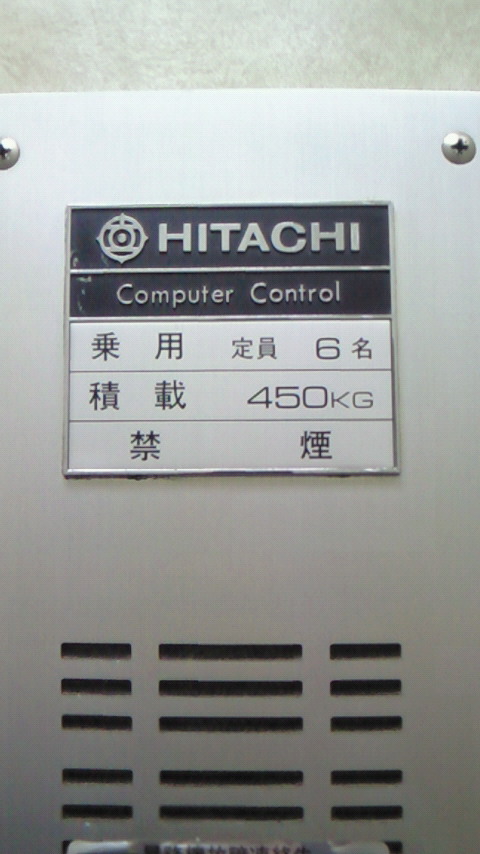 HITACHI
Computer Control
乗用 定員 6名
積載 450KG
禁煙